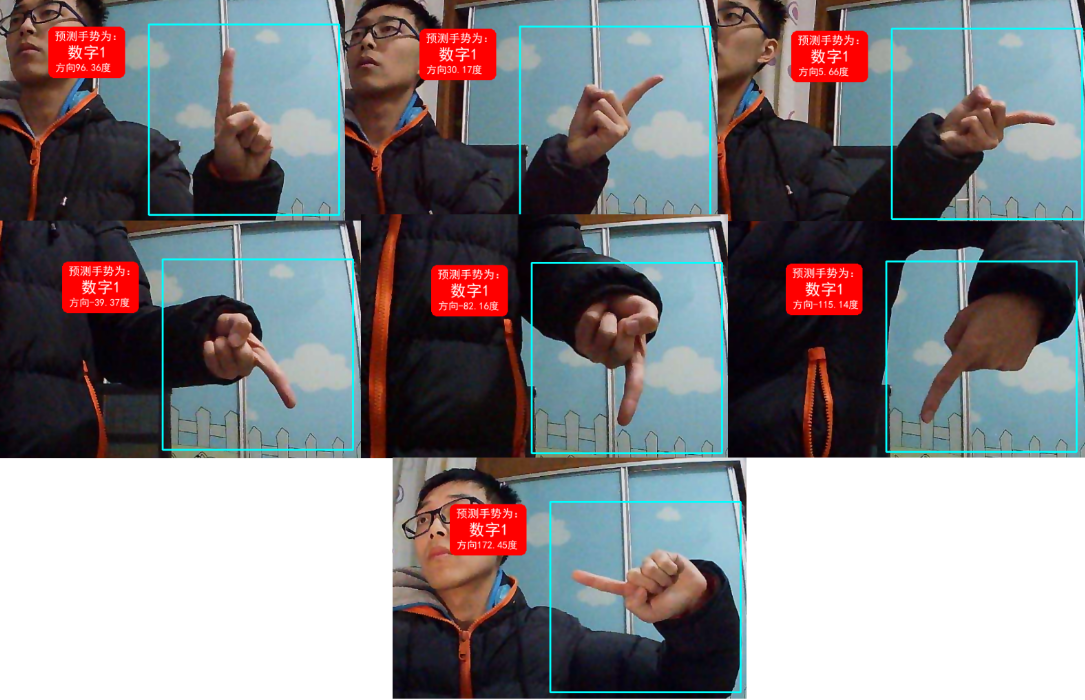 预测手势为:
数字1
方向96.36度
预测手势为:
数字1
方向30.17度
预测手势为:
数字1
方向5.66度
预测手势为:
数字1
方向-39.37度
预测手势为:
数字1
方向-82.16度
预测手势为:
数字1
方向-115.14度
预测手势为:
数字1
方向172.45度